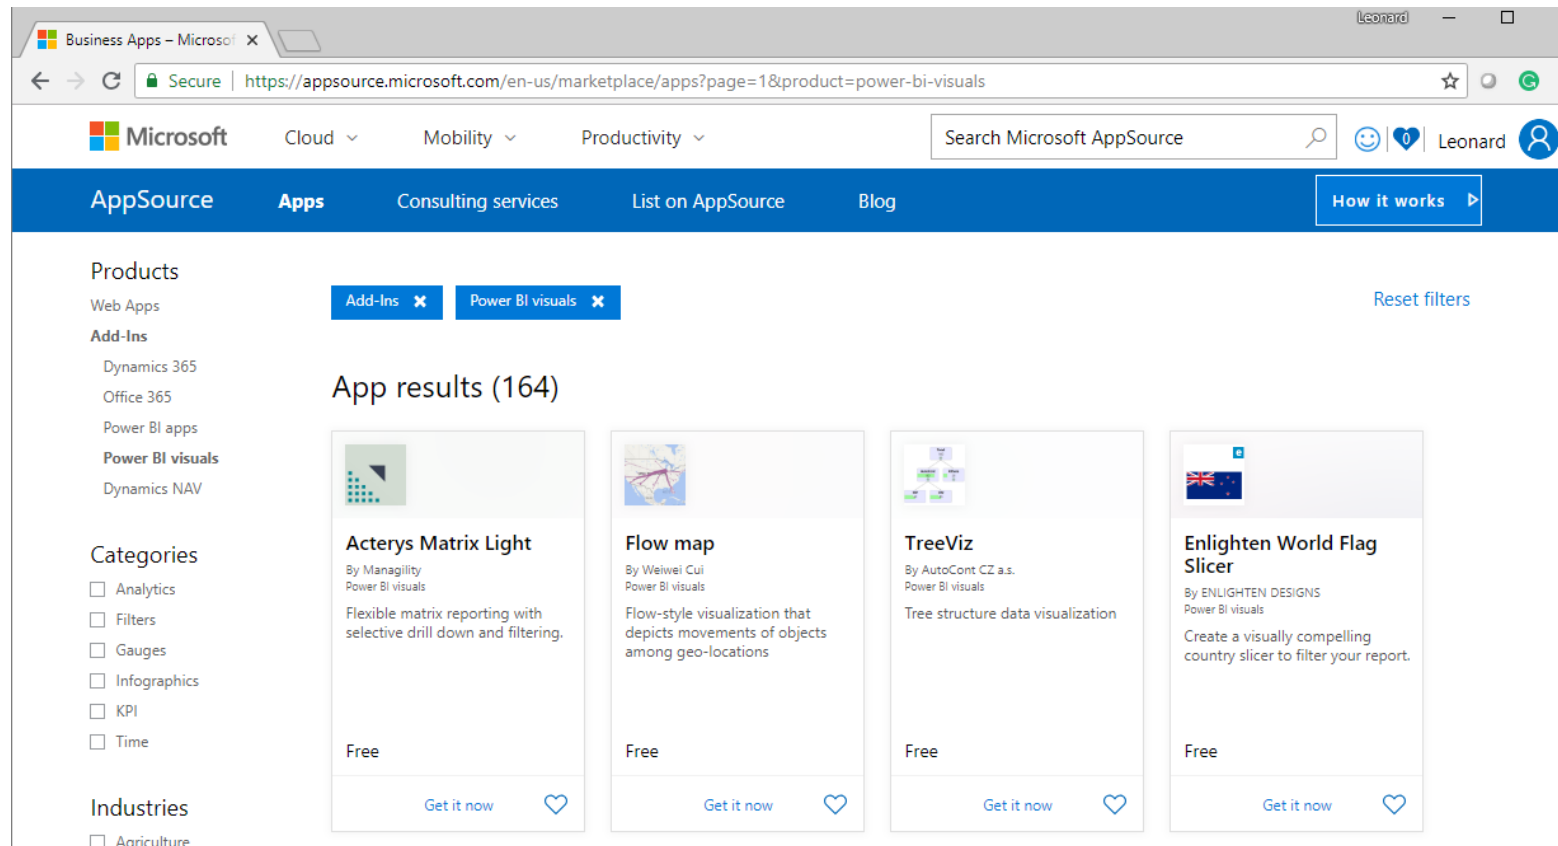 Leonard
Business Apps – Microsof
Secure
https://appsource.microsoft.com/en-us/marketplace/apps?page=1&product=power-bi-visuals
Microsoft
Cloud
Mobility
Productivity
Search Microsoft AppSource
0
Leonard
AppSource
Apps
Consulting services
List on AppSource
Blog
How it works
Products
Web Apps
Add-Ins
Dynamics 365
Office 365
Power BI apps
Power BI visuals
Dynamics NAV
Categories
Analytics
Filters
Gauges
Infographics
KPI
Time
Industries
Agriculture
Add-Ins
Power BI visuals
Reset filters
App results (164)
Acterys Matrix Light
By Managility
Power BI visuals
Flexible matrix reporting with
selective drill down and filtering.
Free
Get it now
Flow map
By Weiwei Cui
Power BI visuals
Flow-style visualization that
depicts movements of objects
among geo-locations
Free
Get it now
TreeViz
By AutoCont CZ a.s.
Power BI visuals
Tree structure data visualization
Free
Get it now
e
Enlighten World Flag
Slicer
By ENLIGHTEN DESIGNS
Power BI visuals
Create a visually compelling
country slicer to filter your report.
Free
Get it now